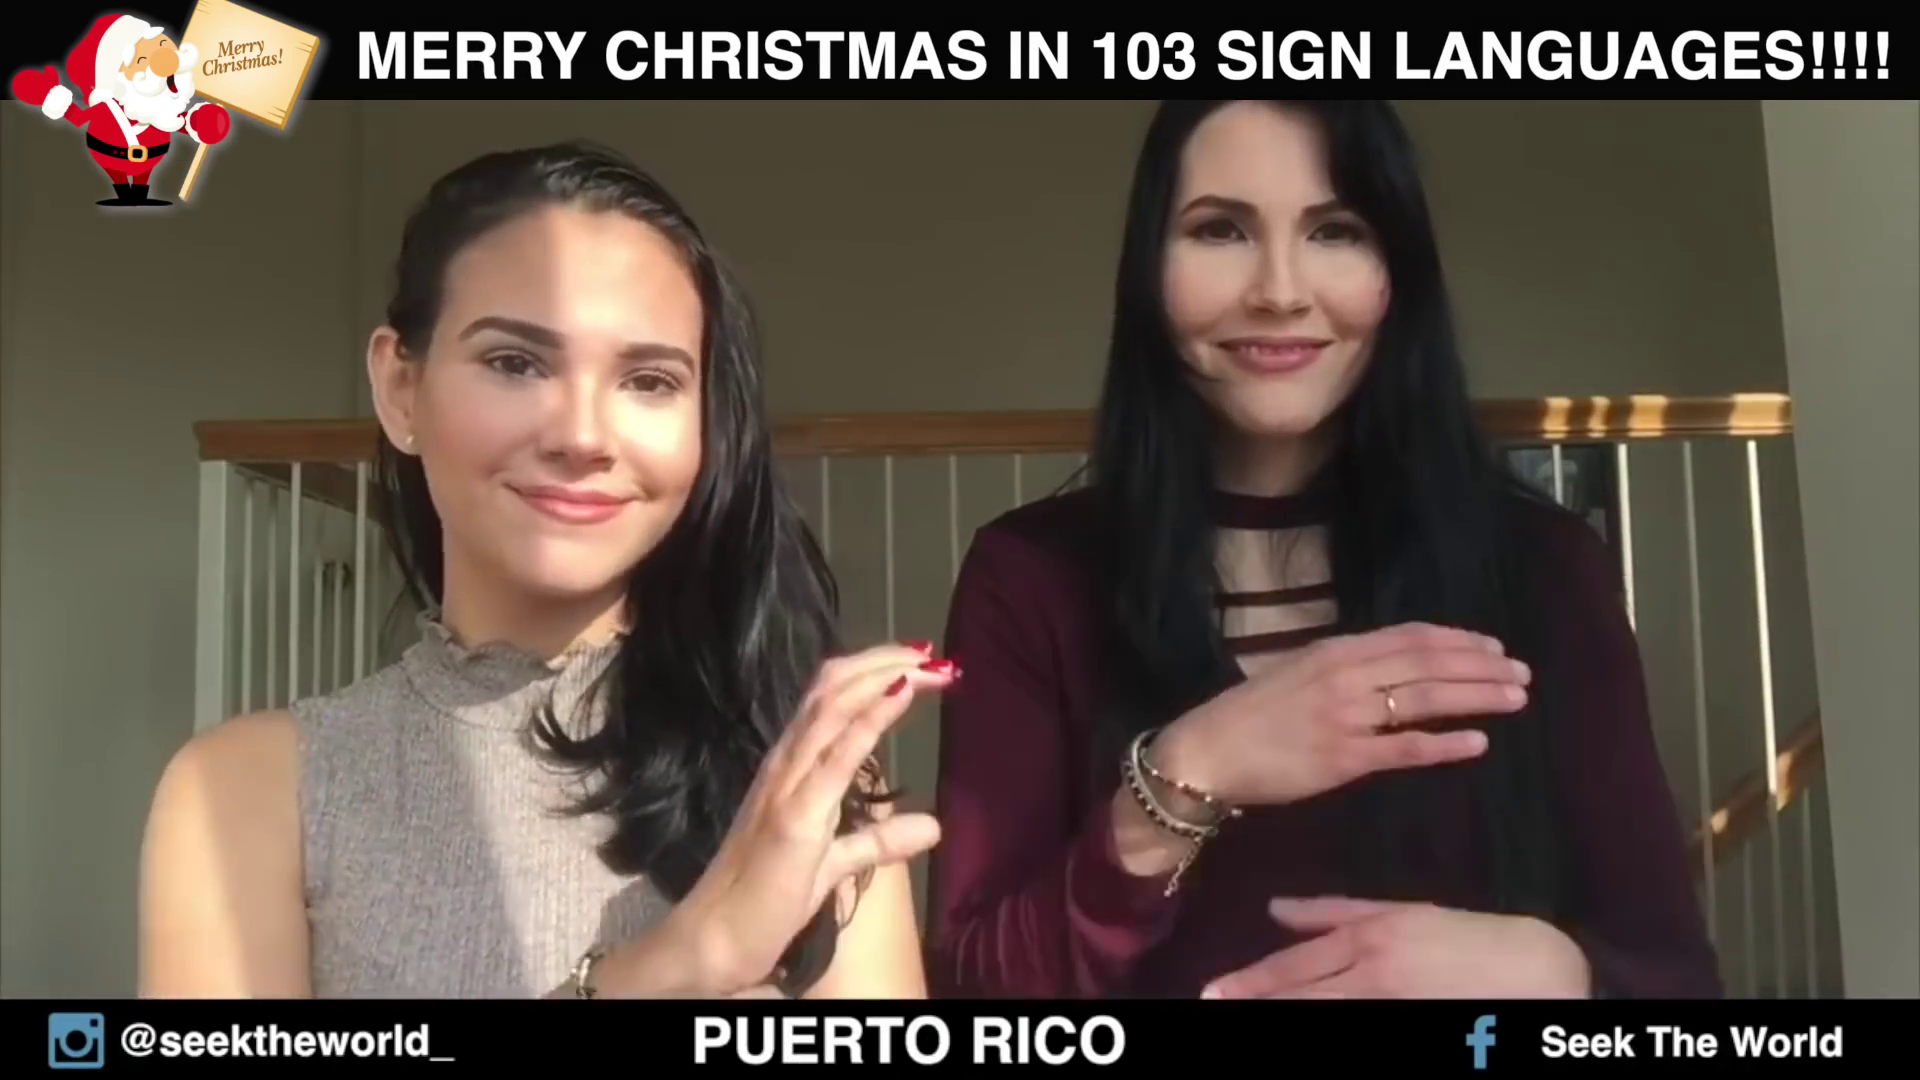 Merry
Christmas!
MERRY CHRISTMAS IN 103 SIGN LANGUAGES!!!!
@seektheworld_
PUERTO RICO
Seek The World